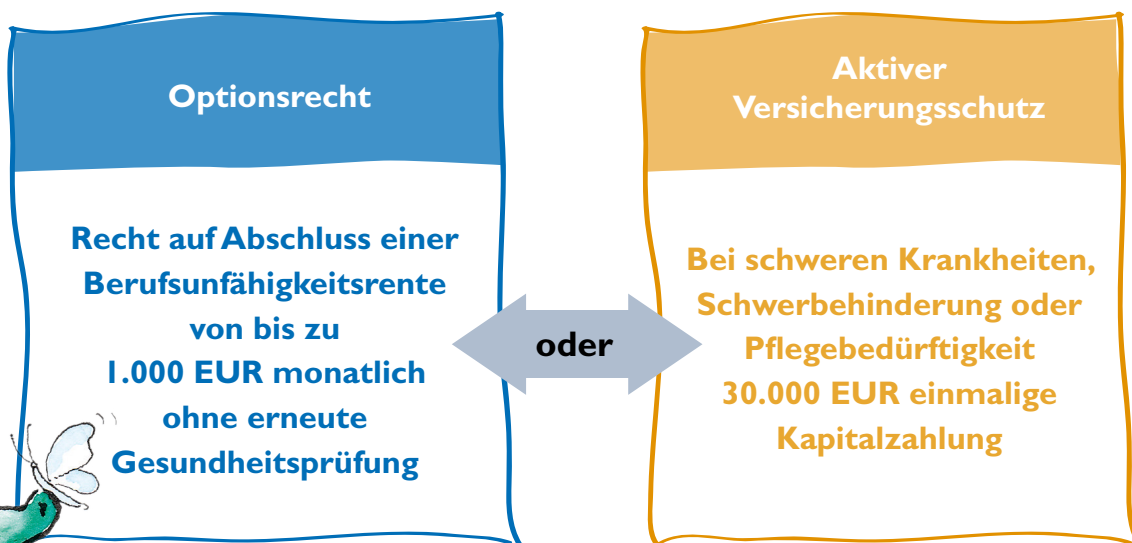 Optionsrecht
Recht auf Abschluss einer
Berufsunfähigkeitsrente
von bis zu
1.000 EUR monatlich
ohne erneute
Gesundheitsprüfung
oder
Aktiver
Versicherungsschutz
Bei schweren Krankheiten,
Schwerbehinderung oder
Pflegebedürftigkeit
30.000 EUR einmalige
Kapitalzahlung